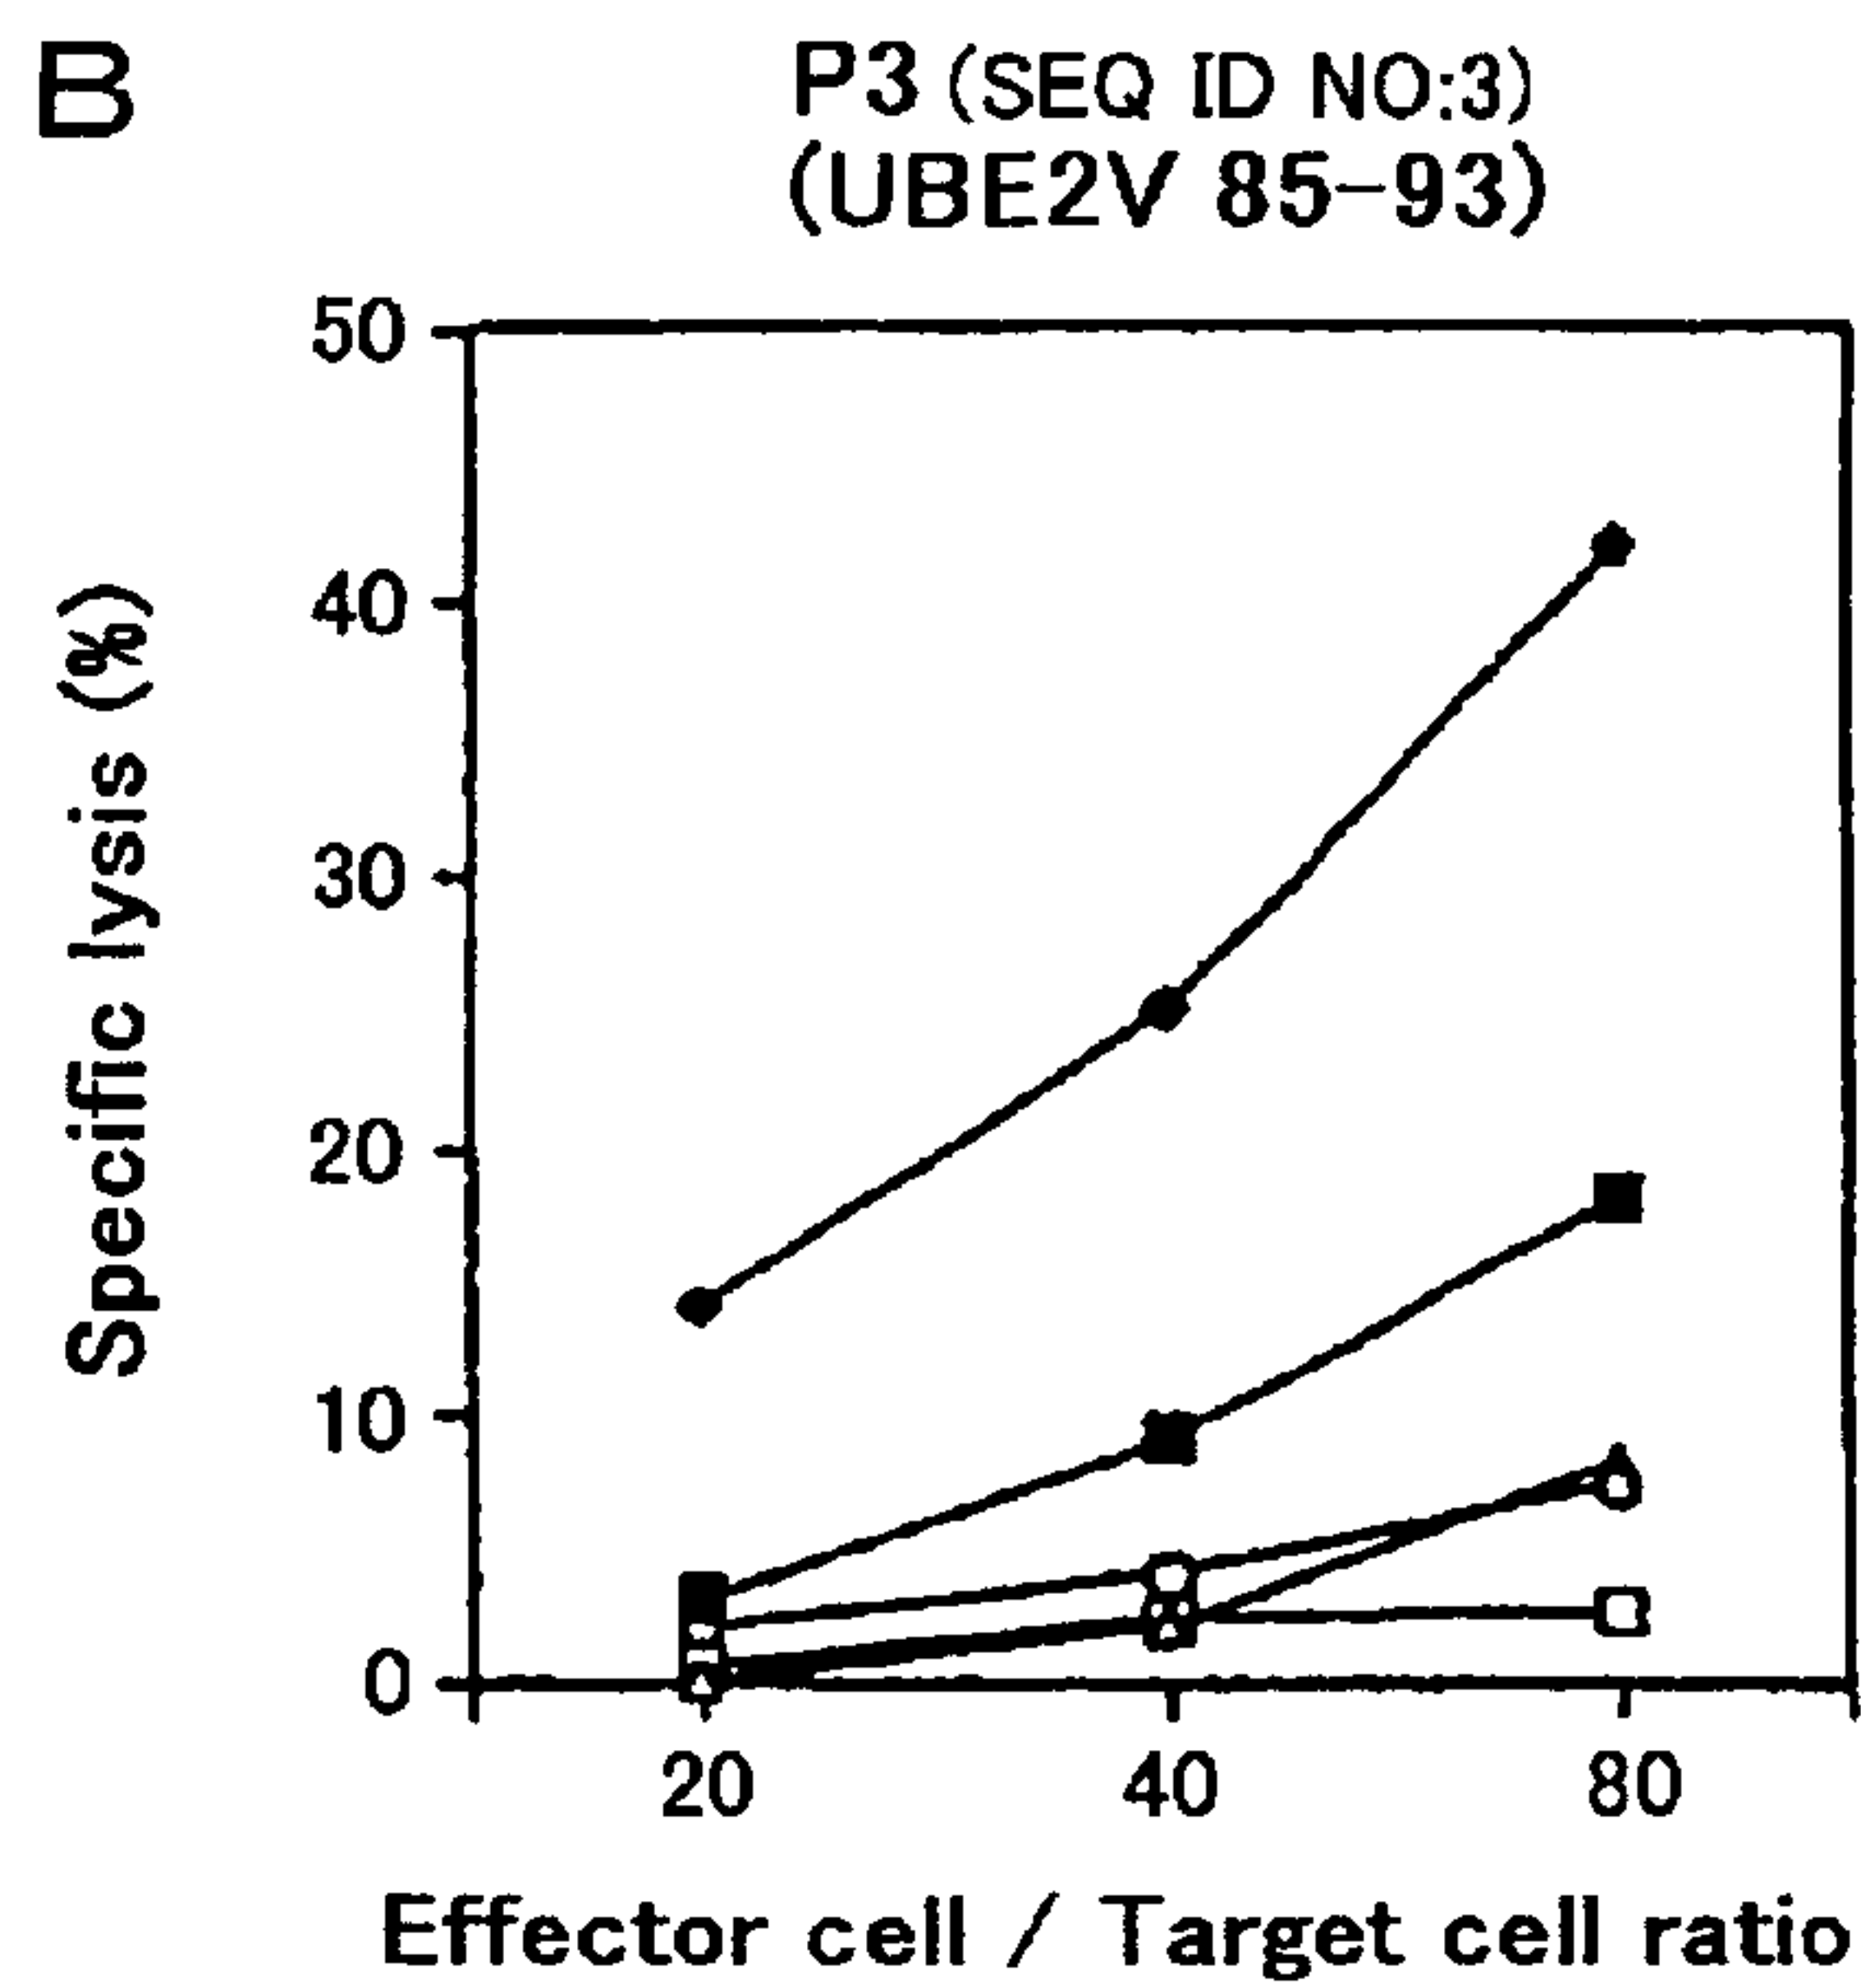 B
P3 (SEQ ID NO:3)
(UBE2V 85-93)
50
40
30
20
10
0
Specific lysis (%)
20 40 80
Effector cell / Target cell ratio